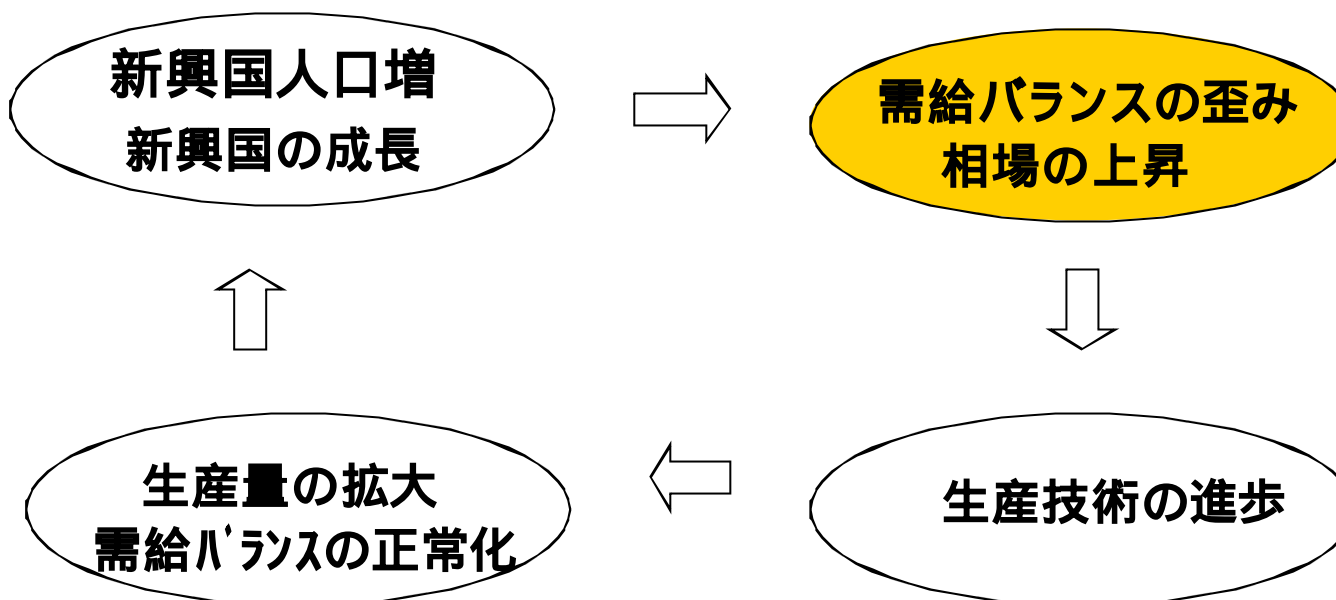 新興国人口増
新興国の成長
需給バランスの歪み
相場の上昇
生産量の拡大
需給ﾊﾞﾗﾝｽの正常化
生産技術の進歩